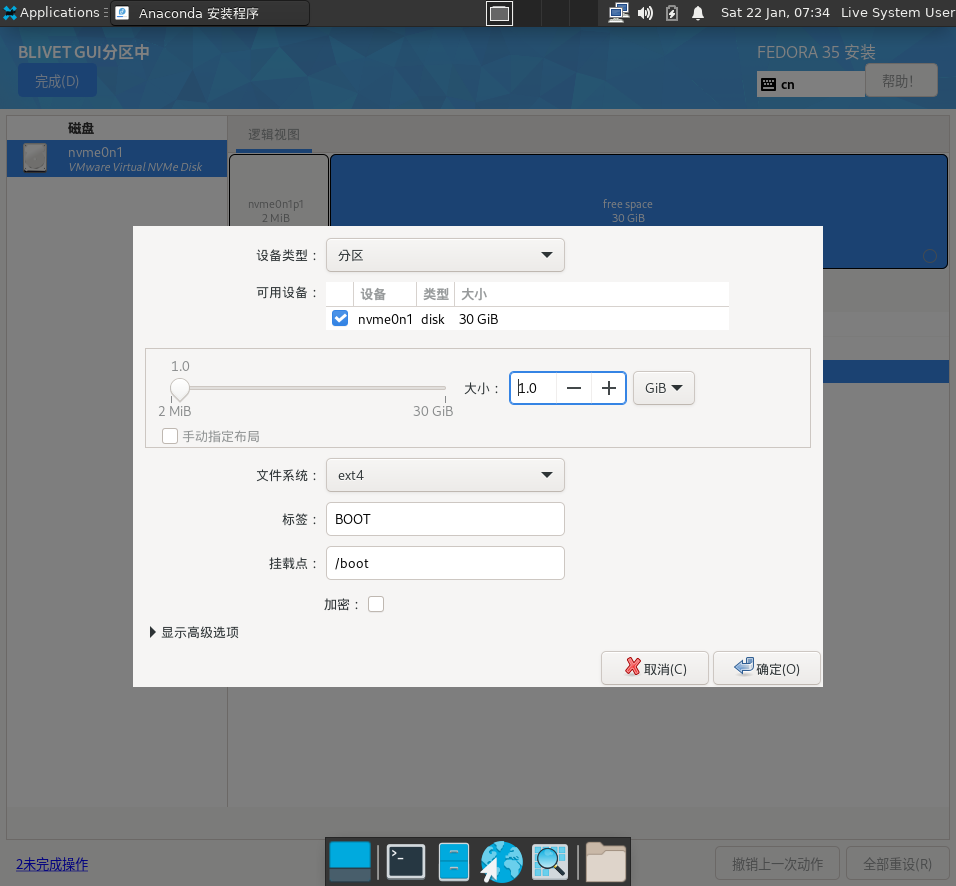 Applications
Anaconda 安装程序
Sat 22 Jan, 07:34
Live System User
BLIVET GUI分区中
FEDORA 35 安装
完成(D)
cn
帮助！
磁盘
逻辑视图
nvme0n1
VMware Virtual NVMe Disk
nvme0n1p1
2 MiB
free space
30 GiB
设备类型：
分区
可用设备：
设备 类型 大小
nvme0n1 disk 30 GiB
1.0
大小：
1.0
GiB
2 MiB
30 GiB
手动指定布局
文件系统：
ext4
标签：
BOOT
挂载点：
/boot
加密：
显示高级选项
取消(C)
确定(O)
2未完成操作
撤销上一次动作
全部重设(R)